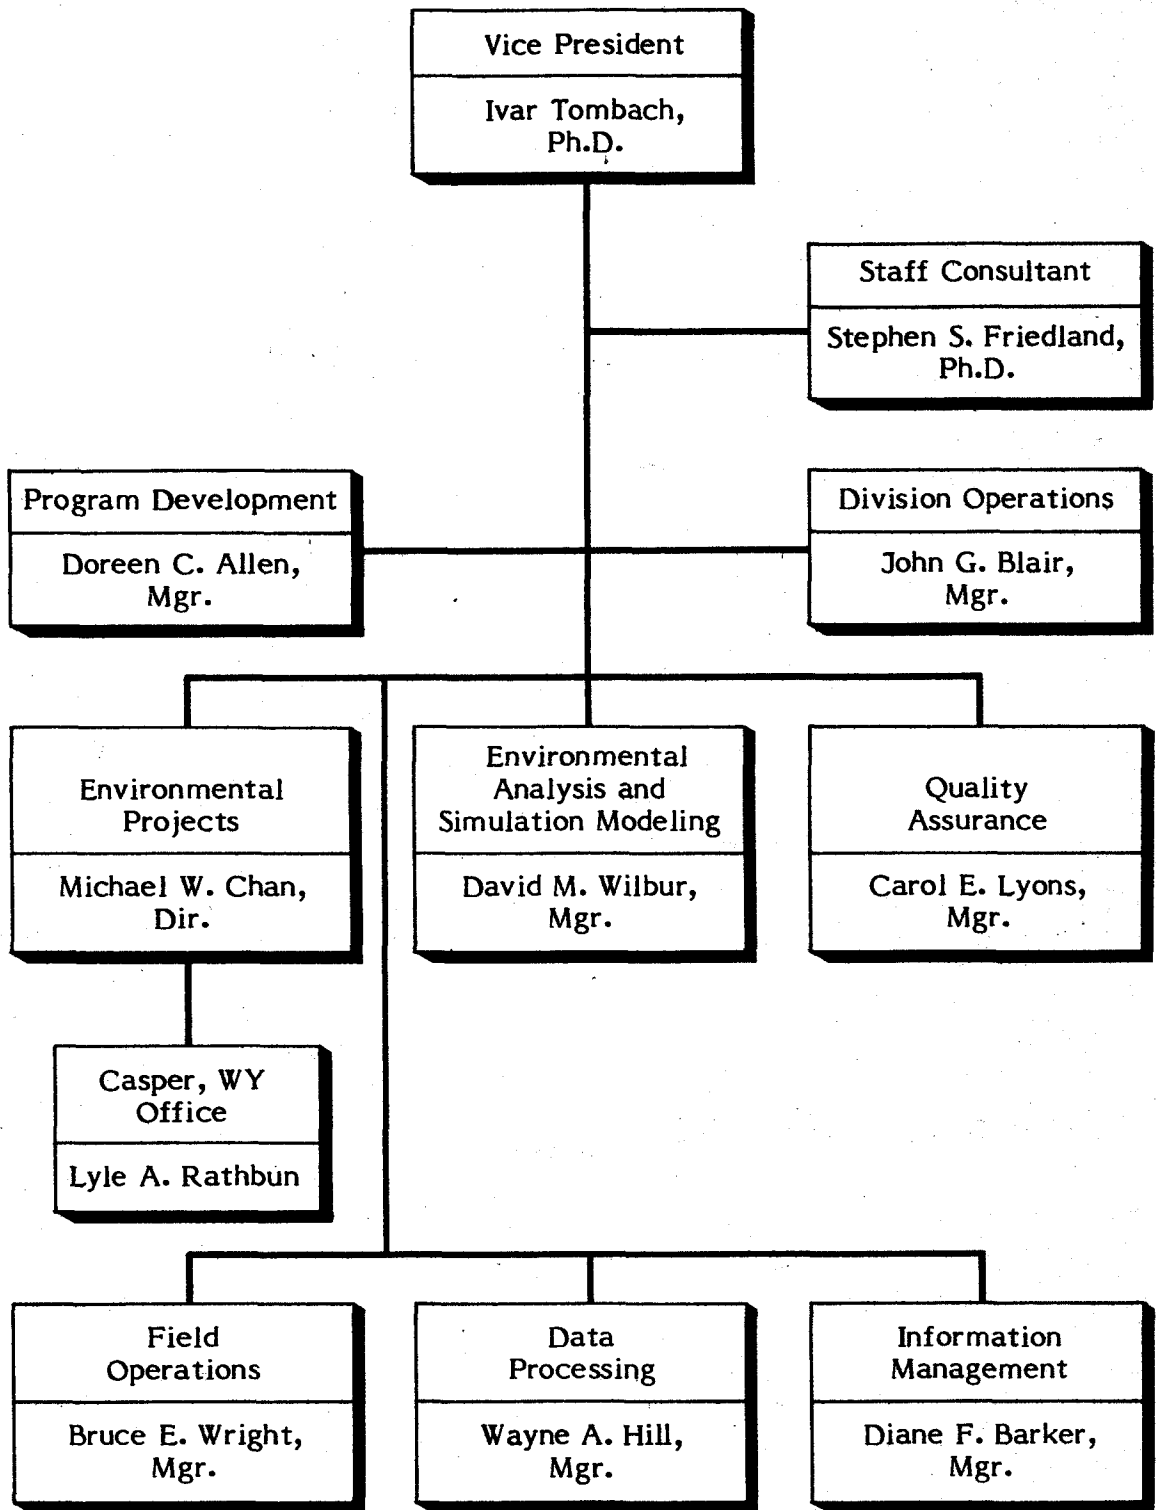 Vice President
Ivar Tombach,
Ph.D.
Staff Consultant
Stephen S. Friedland,
Ph.D.
Program Development
Doreen C. Allen,
Mgr.
Division Operations
John G. Blair,
Mgr.
Environmental
Projects
Michael W. Chan,
Dir.
Environmental
Analysis and
Simulation Modeling
David M. Wilbur,
Mgr.
Quality
Assurance
Carol E. Lyons,
Mgr.
Casper, WY
Office
Lyle A. Rathbun
Field
Operations
Bruce E. Wright,
Mgr.
Data
Processing
Wayne A. Hill,
Mgr.
Information
Management
Diane F. Barker,
Mgr.